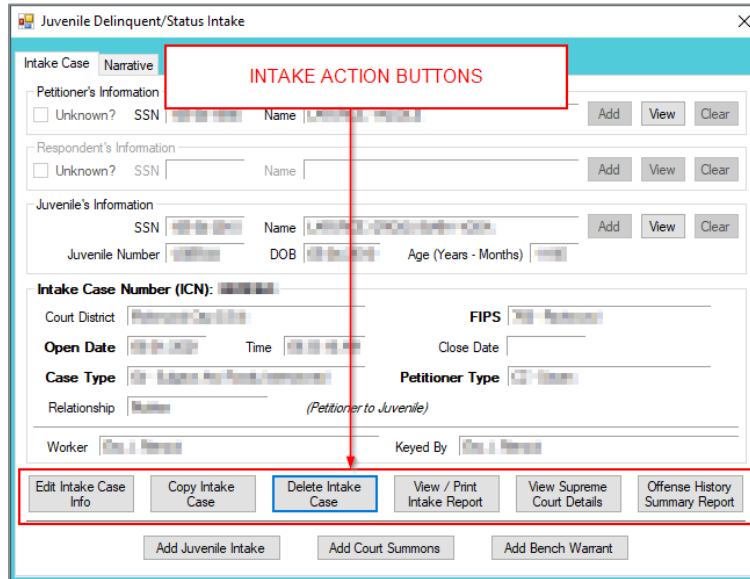 Juvenile Delinquent/Status Intake
Intake Case Narrative
INTAKE ACTION BUTTONS
Petitioner's Information
Unknown? SSN Name Add View Clear
Respondent's Information
Unknown? SSN Name Add View Clear
Juvenile's Information
SSN Name Add View Clear
Juvenile Number DOB Age (Years - Months)
Intake Case Number (ICN):
Court District FIPS
Open Date Time Close Date
Case Type Petitioner Type
Relationship (Petitioner to Juvenile)
Worker Keyed By
Edit Intake Case Copy Intake Delete Intake View / Print View Supreme Offense History
Info Case Case Intake Report Court Details Summary Report
Add Juvenile Intake Add Court Summons Add Bench Warrant